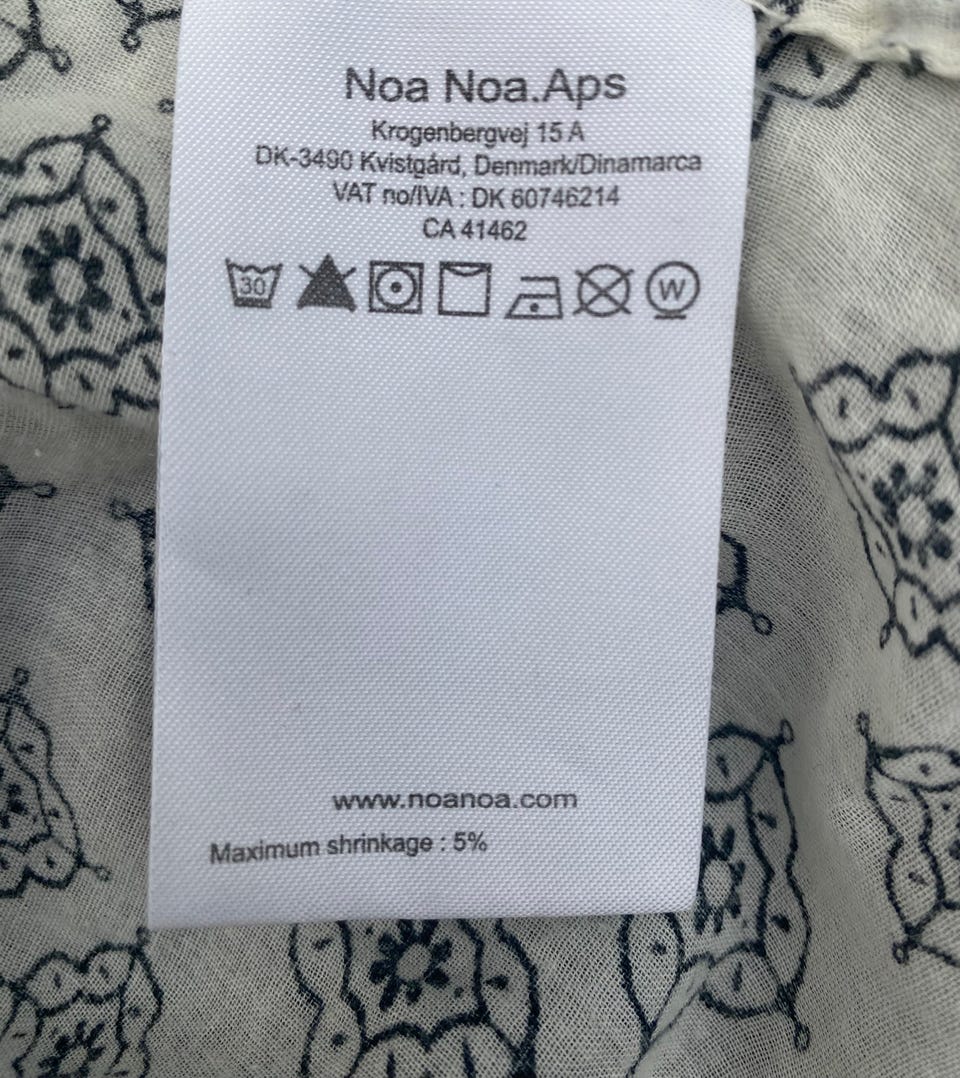 Noa Noa.Aps
Krogenbergvej 15 A
DK-3490 Kvistgård, Denmark/Dinamarca
VAT no/IVA : DK 60746214
CA 41462
30 W
www.noanoa.com
Maximum shrinkage : 5%